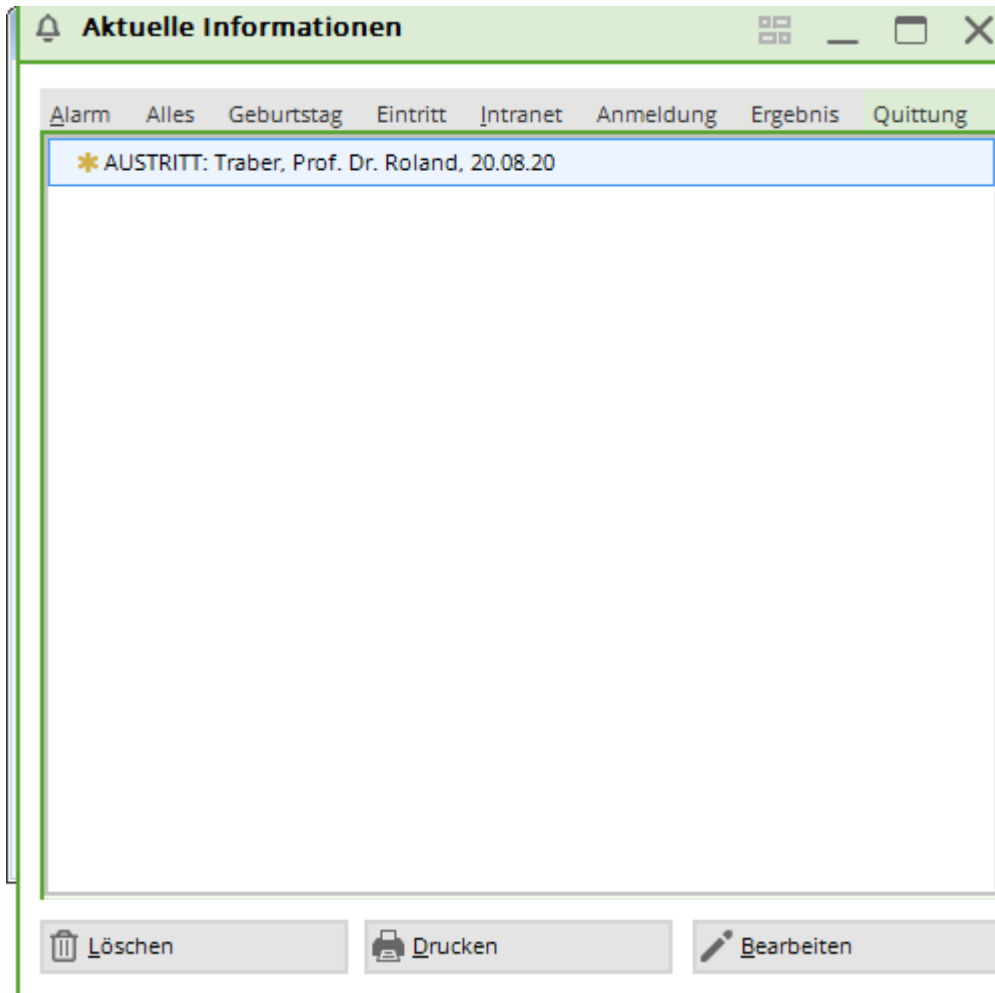 Aktuelle Informationen
Alarm Alles Geburtstag Eintritt Intranet Anmeldung Ergebnis Quittung
AUSTRITT: Traber, Prof. Dr. Roland, 20.08.20
Löschen Drucken Bearbeiten